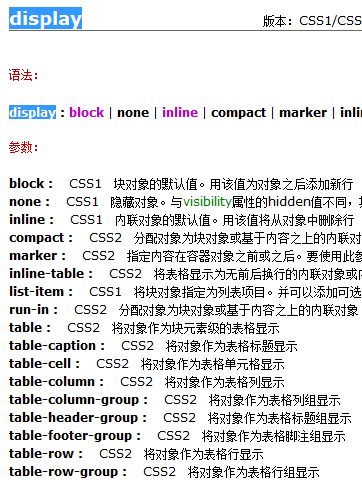 display 版本：CSS1/CSS
语法：
display : block | none | inline | compact | marker | inlin
参数：
block： CSS1 块对象的默认值。用该值为对象之后添加新行
none： CSS1 隐藏对象。与visibility属性的hidden值不同，
inline： CSS1 内联对象的默认值。用该值将从对象中删除行
compact： CSS2 分配对象为块对象或基于内容之上的内联对
marker： CSS2 指定内容在容器对象之前或之后。要使用此参
inline-table： CSS2 将表格显示为无前后换行的内联对象或内
list-item： CSS1 将块对象指定为列表项目。并可以添加可选
run-in： CSS2 分配对象为块对象或基于内容之上的内联对象
table： CSS2 将对象作为块元素级的表格显示
table-caption： CSS2 将对象作为表格标题显示
table-cell： CSS2 将对象作为表格单元格显示
table-column： CSS2 将对象作为表格列显示
table-column-group： CSS2 将对象作为表格列组显示
table-header-group： CSS2 将对象作为表格标题组显示
table-footer-group： CSS2 将对象作为表格脚注组显示
table-row： CSS2 将对象作为表格行显示
table-row-group： CSS2 将对象作为表格行组显示